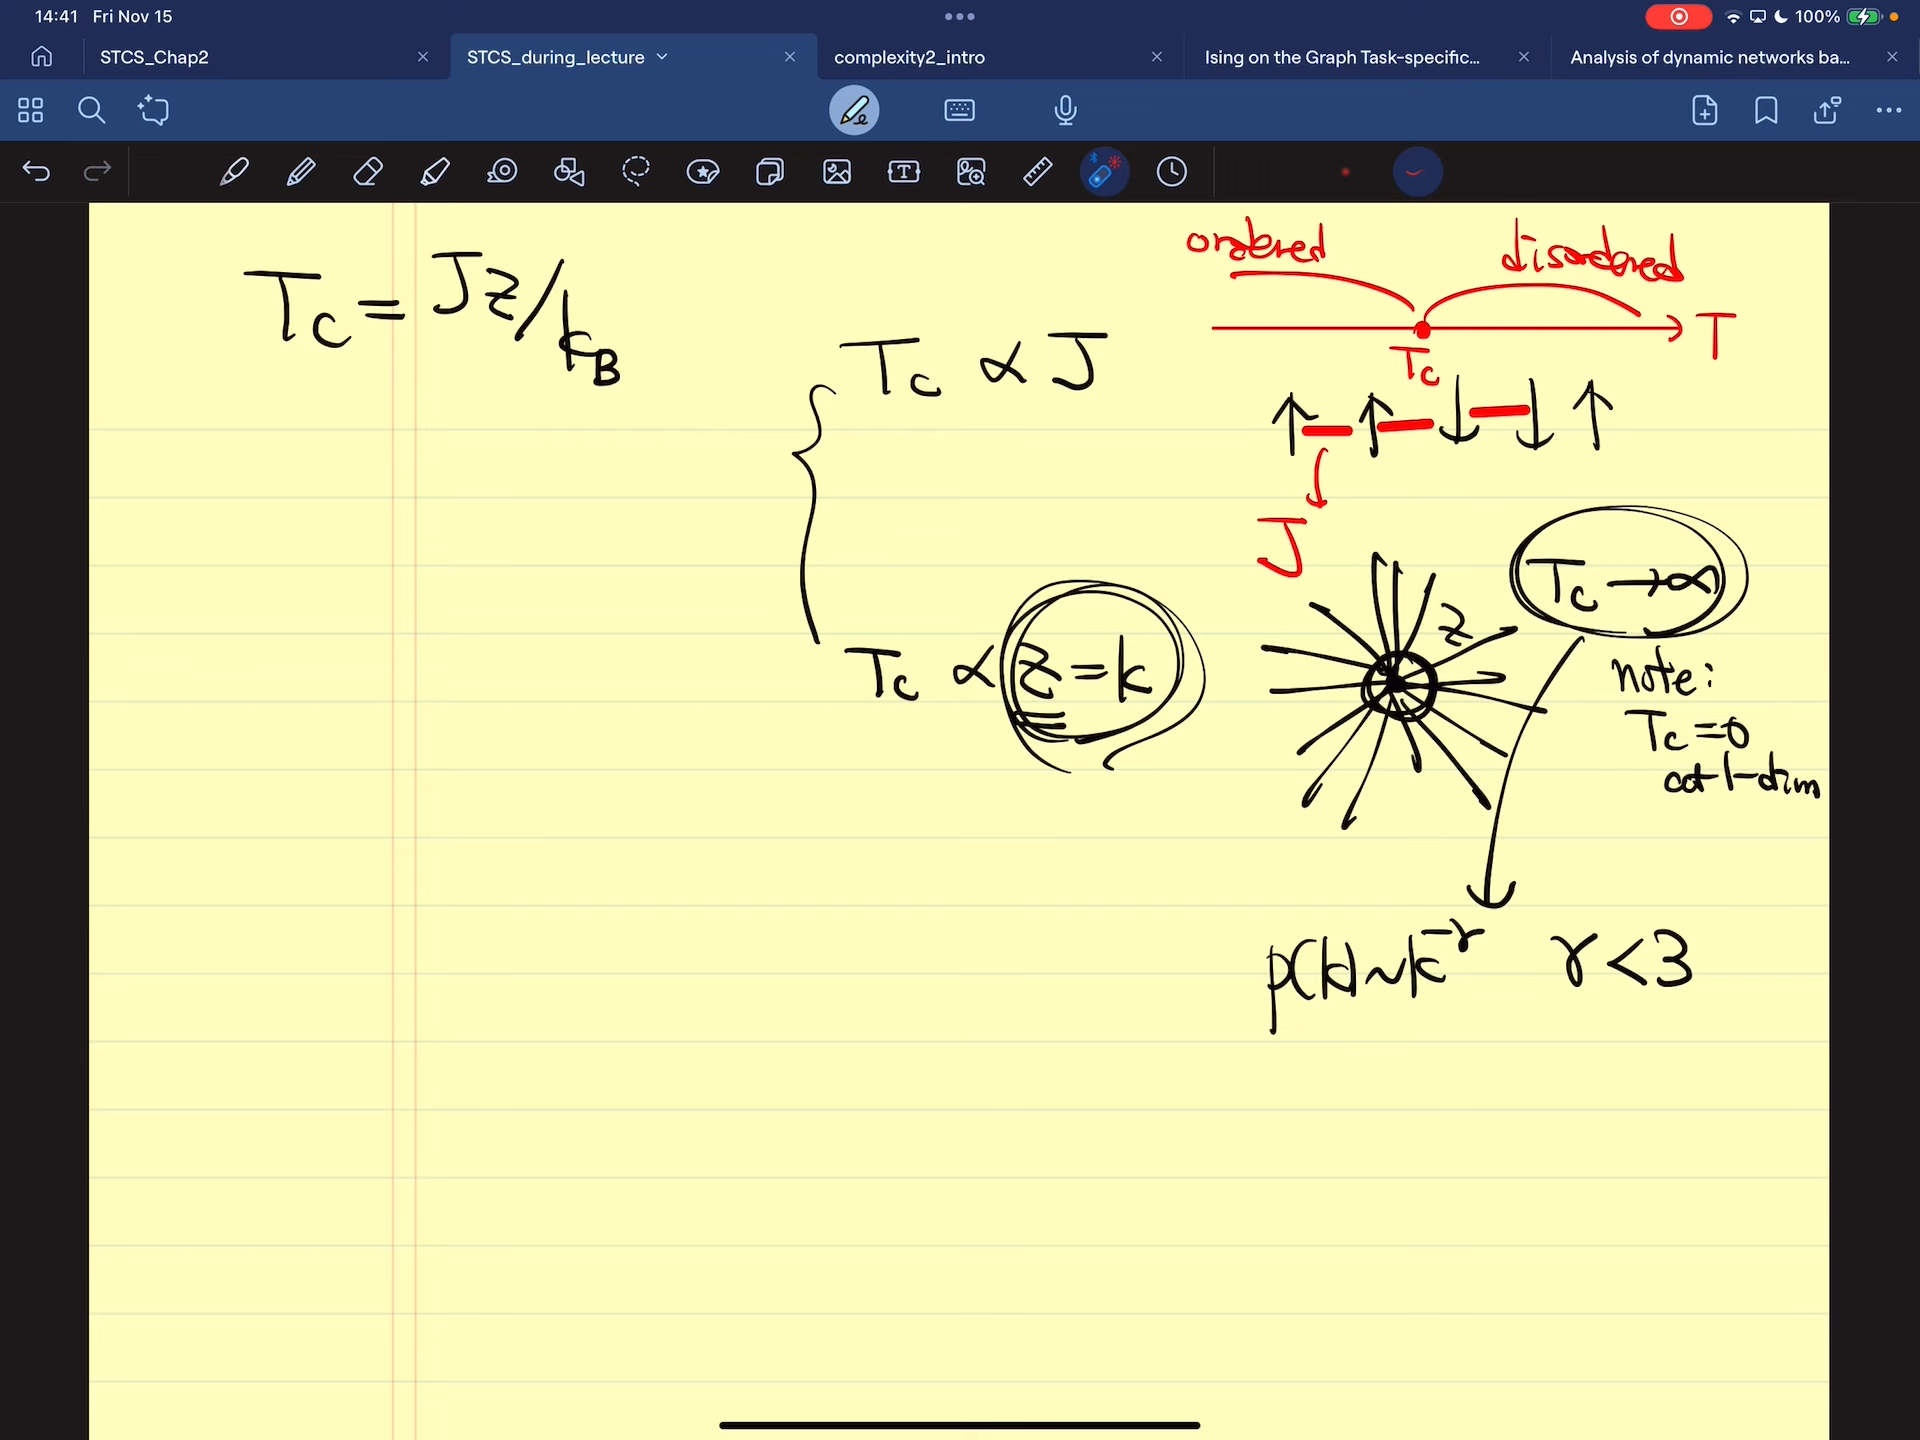 14:41 Fri Nov 15
100%
STCS_Chap2
STCS_during_lecture
complexity2_intro
Ising on the Graph Task-specific...
Analysis of dynamic networks ba...
ordered
disordered
T
Tc
Tc = Jz/kB
Tc ∝ J
↑ ↑ ↓ ↓ ↑
J
Tc ∝ z = k
z
Tc → ∞
note:
Tc = 0
at 1-dim
p(k) ~ k^-γ γ < 3